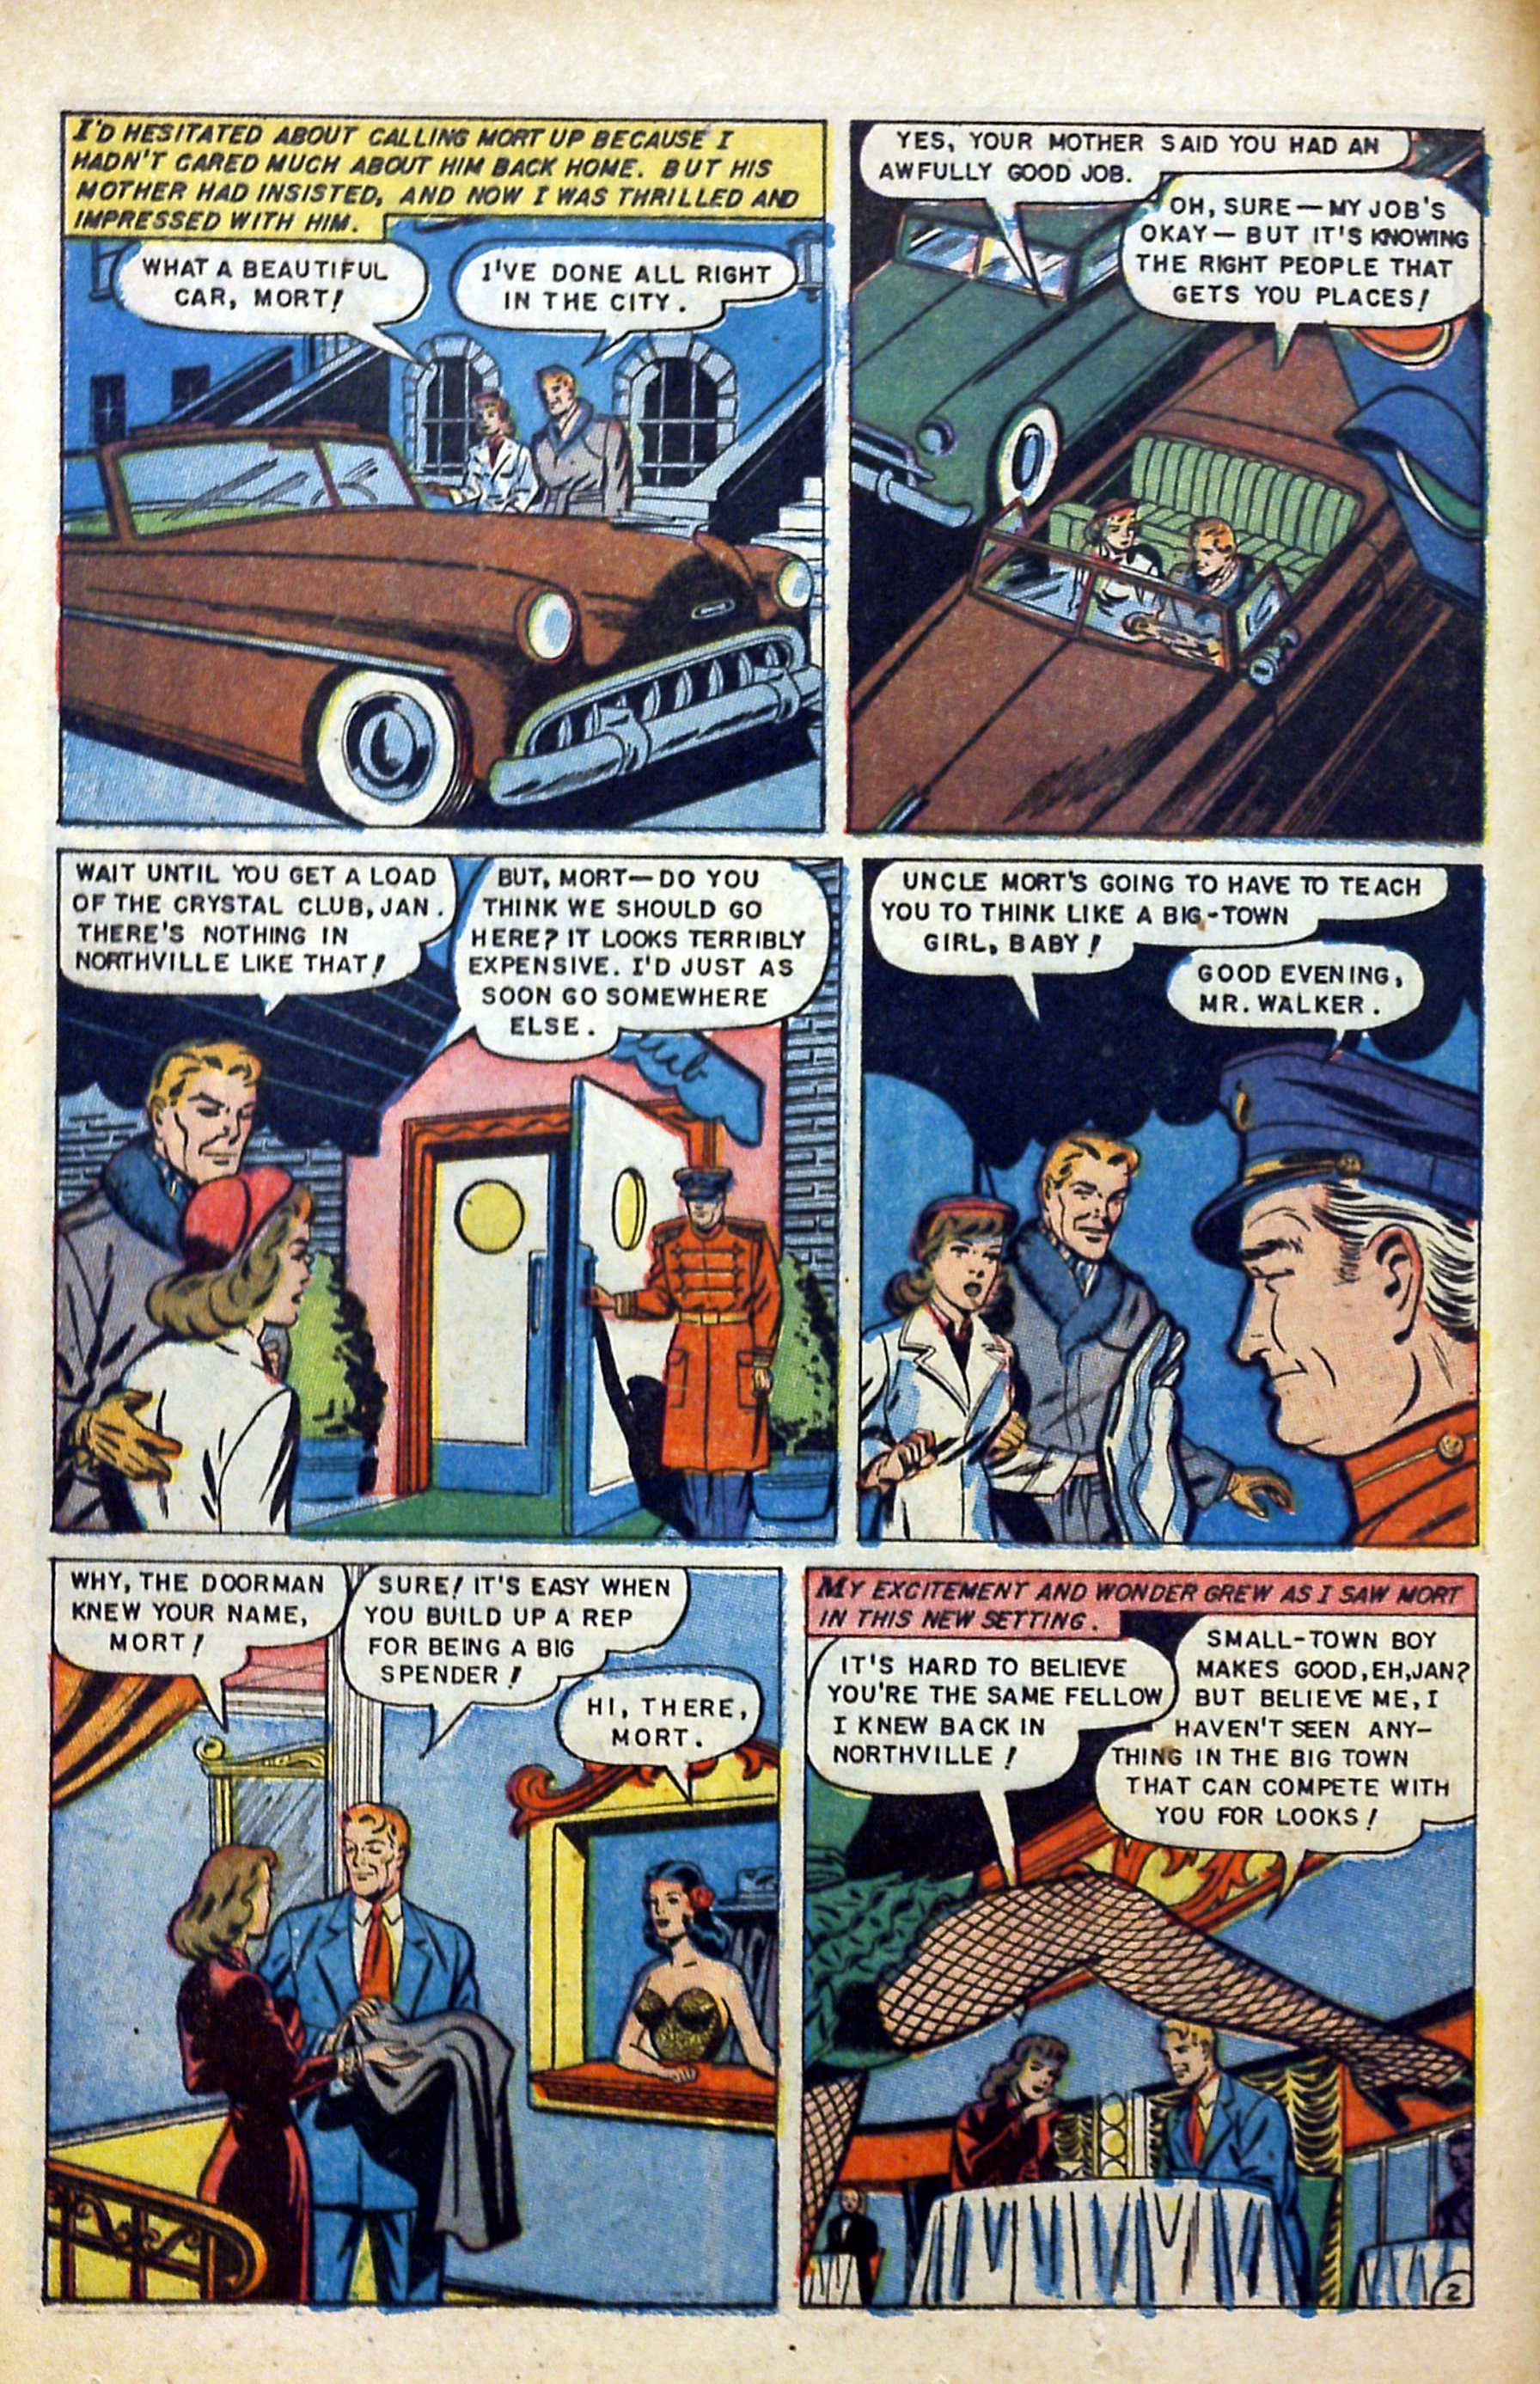 I'D HESITATED ABOUT CALLING MORT UP BECAUSE I
HADN'T CARED MUCH ABOUT HIM BACK HOME. BUT HIS
MOTHER HAD INSISTED, AND NOW I WAS THRILLED AND
IMPRESSED WITH HIM.
WHAT A BEAUTIFUL
CAR, MORT!
I'VE DONE ALL RIGHT
IN THE CITY.
YES, YOUR MOTHER SAID YOU HAD AN
AWFULLY GOOD JOB.
OH, SURE—MY JOB'S
OKAY—BUT IT'S KNOWING
THE RIGHT PEOPLE THAT
GETS YOU PLACES!
WAIT UNTIL YOU GET A LOAD
OF THE CRYSTAL CLUB, JAN.
THERE'S NOTHING IN
NORTHVILLE LIKE THAT!
BUT, MORT—DO YOU
THINK WE SHOULD GO
HERE? IT LOOKS TERRIBLY
EXPENSIVE. I'D JUST AS
SOON GO SOMEWHERE
ELSE.
Club
UNCLE MORT'S GOING TO HAVE TO TEACH
YOU TO THINK LIKE A BIG-TOWN
GIRL, BABY!
GOOD EVENING,
MR. WALKER.
WHY, THE DOORMAN
KNEW YOUR NAME,
MORT!
SURE! IT'S EASY WHEN
YOU BUILD UP A REP
FOR BEING A BIG
SPENDER!
HI, THERE,
MORT.
MY EXCITEMENT AND WONDER GREW AS I SAW MORT
IN THIS NEW SETTING.
IT'S HARD TO BELIEVE
YOU'RE THE SAME FELLOW
I KNEW BACK IN
NORTHVILLE!
SMALL-TOWN BOY
MAKES GOOD, EH, JAN?
BUT BELIEVE ME, I
HAVEN'T SEEN ANY-
THING IN THE BIG TOWN
THAT CAN COMPETE WITH
YOU FOR LOOKS!
2